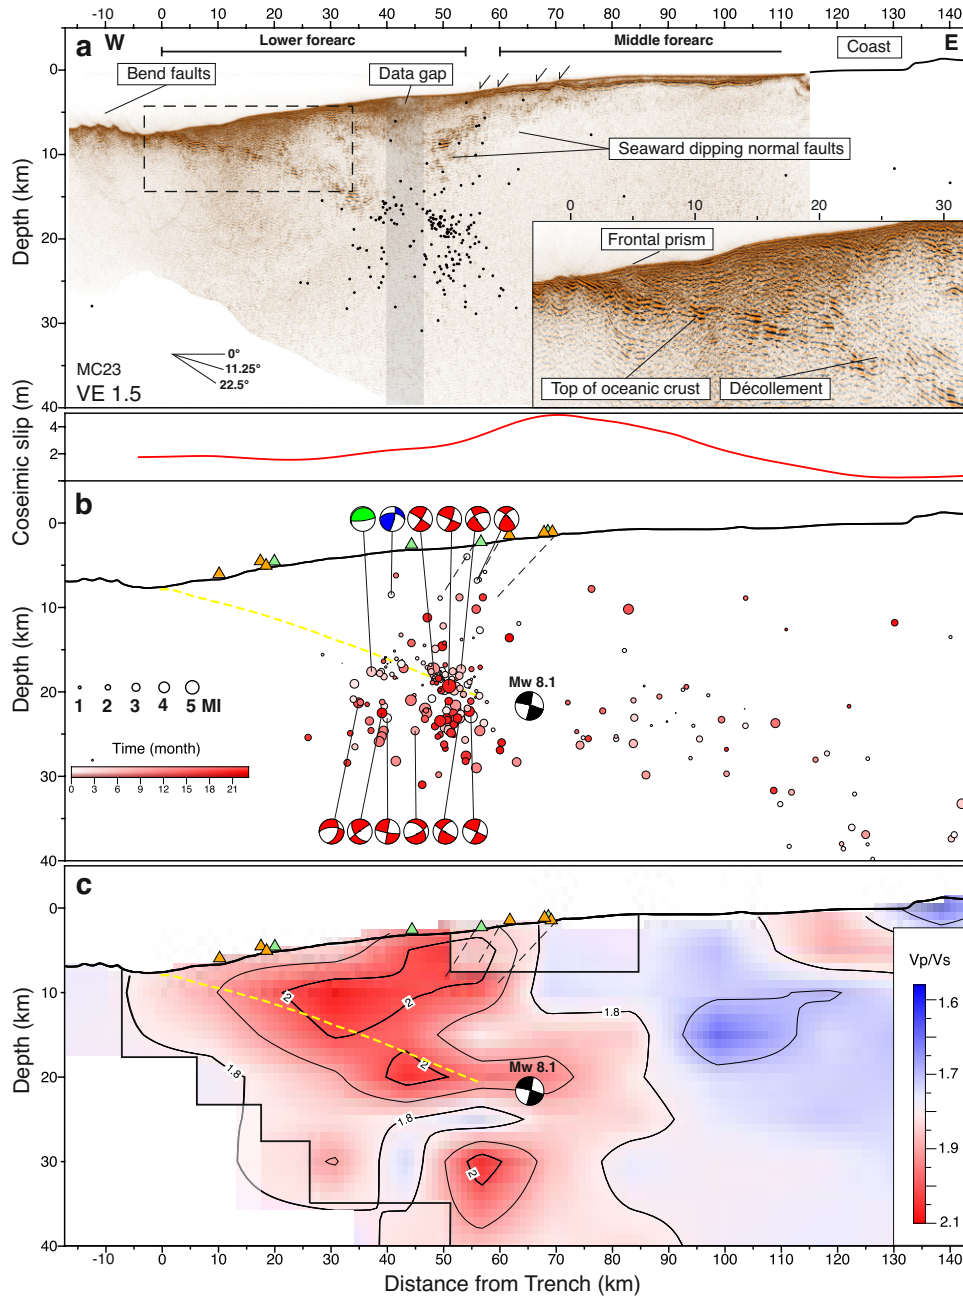 -10 0 10 20 30 40 50 60 70 80 90 100 110 120 130 140
a W Lower forearc Middle forearc Coast E
Bend faults Data gap
Seaward dipping normal faults
0
10
20
30
40
Depth (km)
0 10 20 30
Frontal prism
Top of oceanic crust Décollement
0°
11.25°
22.5°
MC23
VE 1.5
Coseimic slip (m)
4
2
b
0
10
20
30
40
Depth (km)
Mw 8.1
1 2 3 4 5 Ml
Time (month)
0 3 6 9 12 15 18 21
c
0
10
20
30
40
Depth (km)
2
2
2
1.8
1.8
1.8
2
Mw 8.1
Vp/Vs
1.6
1.7
1.8
1.9
2.1
-10 0 10 20 30 40 50 60 70 80 90 100 110 120 130 140
Distance from Trench (km)